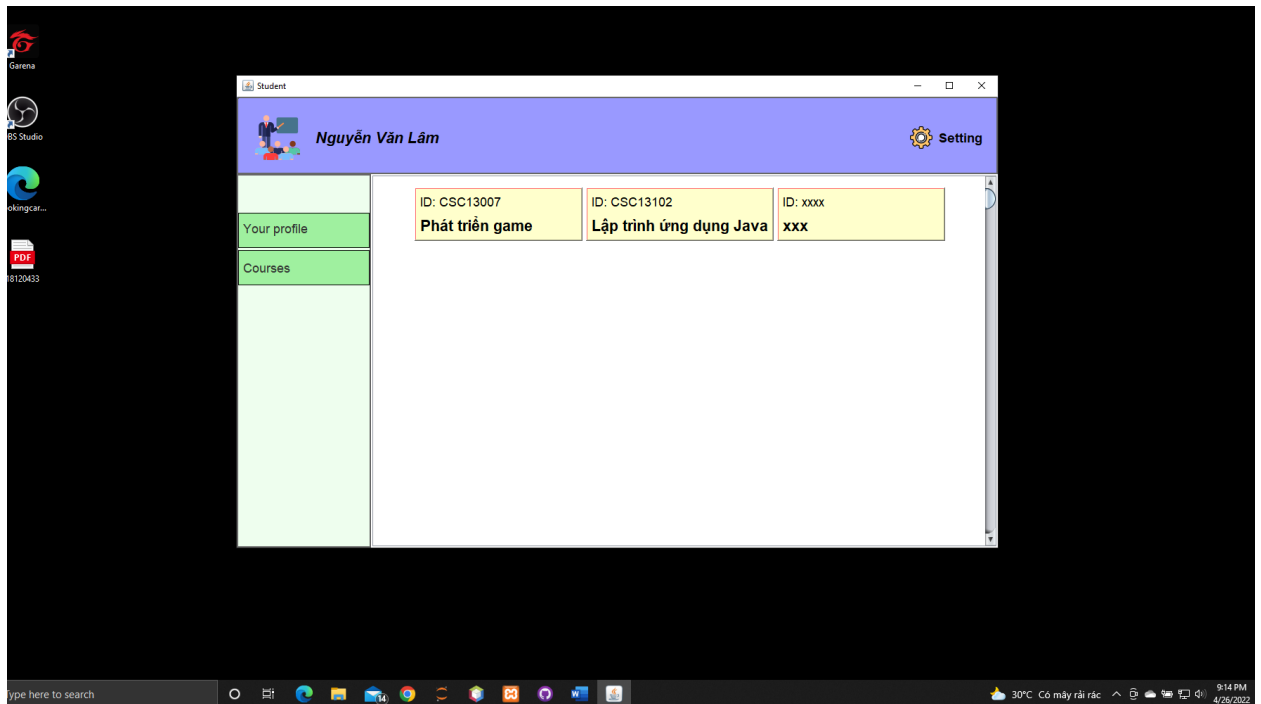 Garena
BS Studio
okingcar...
PDF
18120433
Student
Nguyễn Văn Lâm
Setting
Your profile
Courses
ID: CSC13007
Phát triển game
ID: CSC13102
Lập trình ứng dụng Java
ID: xxxx
xxx
Type here to search
14
30°C Có mây rải rác
9:14 PM
4/26/2022